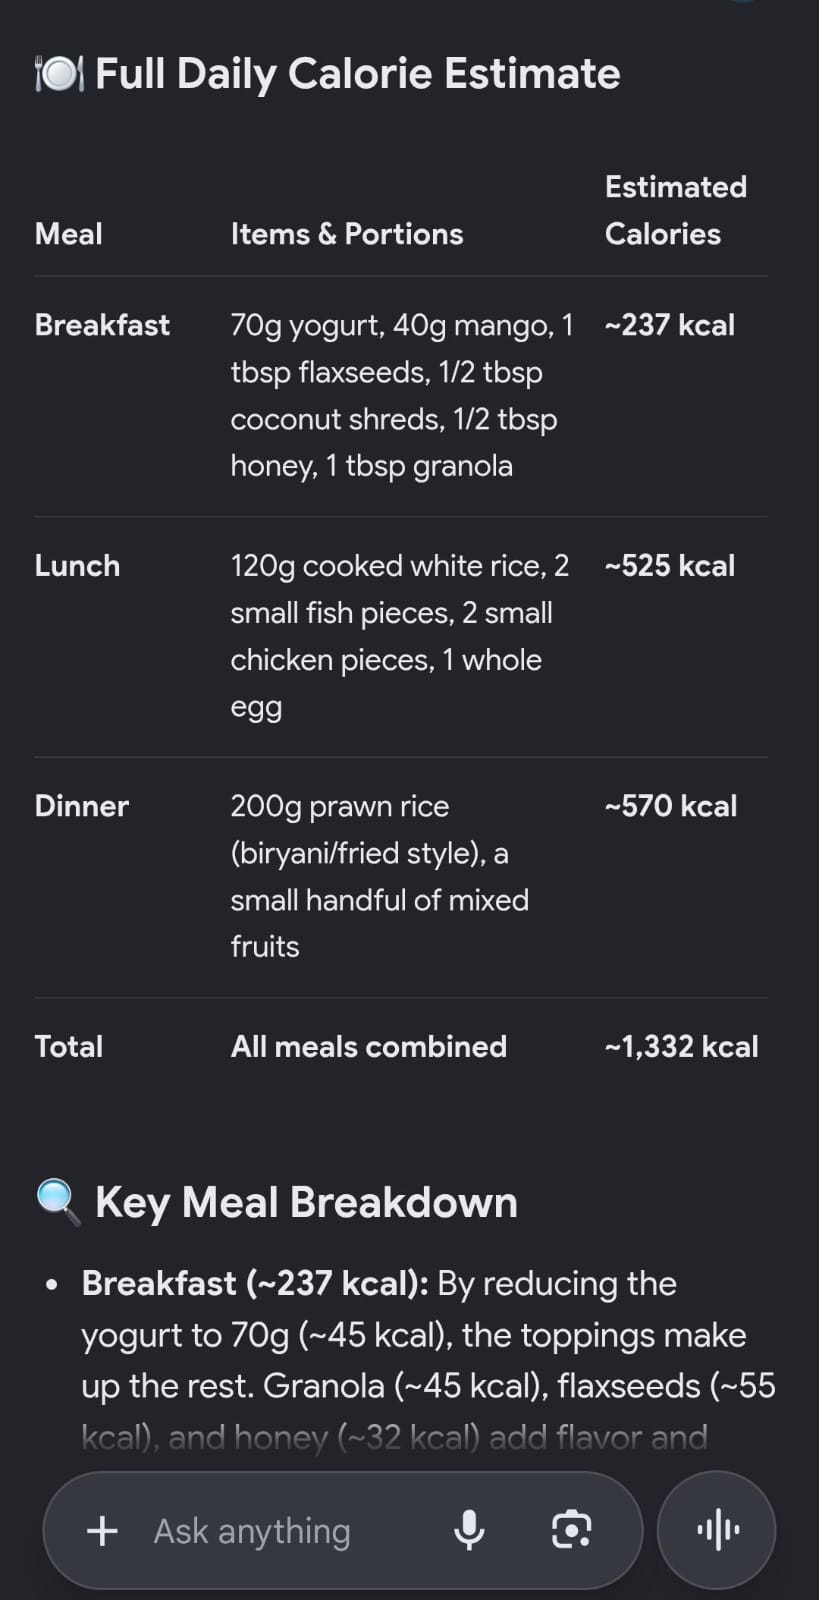 🍽️ Full Daily Calorie Estimate
Estimated
Meal Items & Portions Calories
Breakfast 70g yogurt, 40g mango, 1 ~237 kcal
tbsp flaxseeds, 1/2 tbsp
coconut shreds, 1/2 tbsp
honey, 1 tbsp granola
Lunch 120g cooked white rice, 2 ~525 kcal
small fish pieces, 2 small
chicken pieces, 1 whole
egg
Dinner 200g prawn rice ~570 kcal
(biryani/fried style), a
small handful of mixed
fruits
Total All meals combined ~1,332 kcal
🔍 Key Meal Breakdown
• Breakfast (~237 kcal): By reducing the
yogurt to 70g (~45 kcal), the toppings make
up the rest. Granola (~45 kcal), flaxseeds (~55
kcal), and honey (~32 kcal) add flavor and
Ask anything